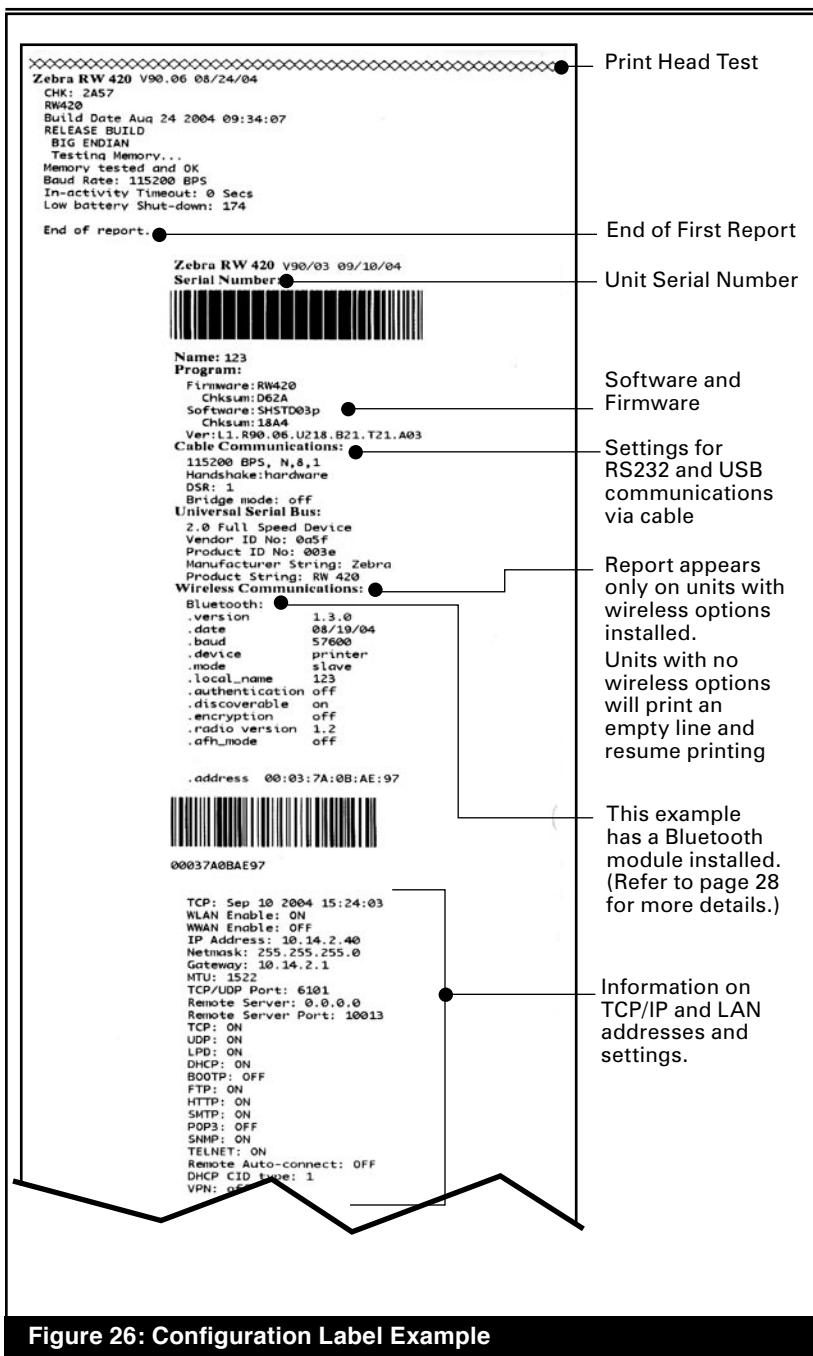 Zebra RW 420 V90.06 08/24/04
CHK: 2A57
RW420
Build Date Aug 24 2004 09:34:07
RELEASE BUILD
BIG ENDIAN
Testing Memory...
Memory tested and OK
Baud Rate: 115200 BPS
In-activity Timeout: 0 Secs
Low battery Shut-down: 174
End of report.
Zebra RW 420 V90/03 09/10/04
Serial Number:
Name: 123
Program:
Firmware:RW420
Chksum:D62A
Software:SHSTD03p
Chksum:18A4
Ver:L1.R90.06.U218.B21.T21.A03
Cable Communications:
115200 BPS, N,8,1
Handshake:hardware
DSR: 1
Bridge mode: off
Universal Serial Bus:
2.0 Full Speed Device
Vendor ID No: 0a5f
Product ID No: 003e
Manufacturer String: Zebra
Product String: RW 420
Wireless Communications:
Bluetooth:
.version 1.3.0
.date 08/19/04
.baud 57600
.device printer
.mode slave
.local_name 123
.authentication off
.discoverable on
.encryption off
.radio version 1.2
.afh_mode off
.address 00:03:7A:0B:AE:97
00037A0BAE97
TCP: Sep 10 2004 15:24:03
WLAN Enable: ON
WWAN Enable: OFF
IP Address: 10.14.2.40
Netmask: 255.255.255.0
Gateway: 10.14.2.1
MTU: 1522
TCP/UDP Port: 6101
Remote Server: 0.0.0.0
Remote Server Port: 10013
TCP: ON
UDP: ON
LPD: ON
DHCP: ON
BOOTP: OFF
FTP: ON
HTTP: ON
SMTP: ON
POP3: OFF
SNMP: ON
TELNET: ON
Remote Auto-connect: OFF
DHCP CID type: 1
VPN: off
Print Head Test
End of First Report
Unit Serial Number
Software and
Firmware
Settings for
RS232 and USB
communications
via cable
Report appears
only on units with
wireless options
installed.
Units with no
wireless options
will print an
empty line and
resume printing
This example
has a Bluetooth
module installed.
(Refer to page 28
for more details.)
Information on
TCP/IP and LAN
addresses and
settings.
Figure 26: Configuration Label Example